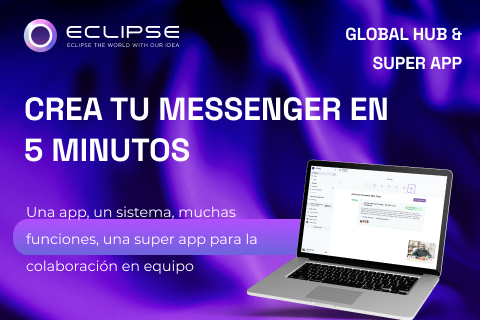 ECLIPSE
ECLIPSE THE WORLD WITH OUR IDEA
GLOBAL HUB &
SUPER APP
CREA TU MESSENGER EN
5 MINUTOS
Una app, un sistema, muchas
funciones, una super app para la
colaboración en equipo